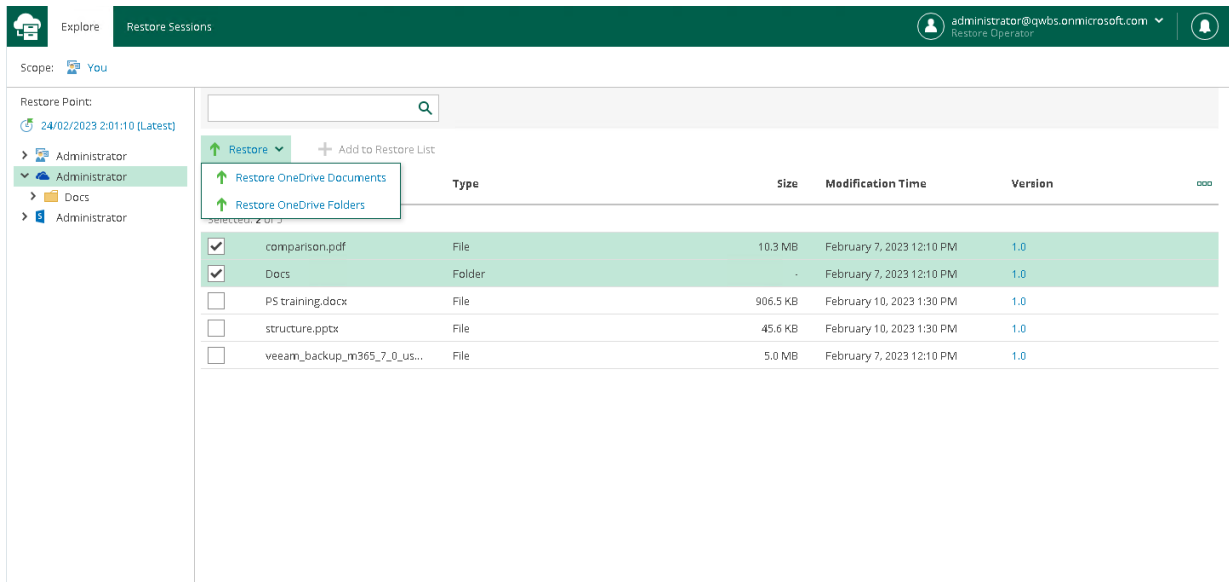 Explore
Restore Sessions
administrator@qwbs.onmicrosoft.com
Restore Operator
Scope: You
Restore Point:
24/02/2023 2:01:10 (Latest)
Administrator
Administrator
Docs
Administrator
Restore
Add to Restore List
Restore OneDrive Documents
Restore OneDrive Folders
Type Size Modification Time Version
Selected: 2 of 5
comparison.pdf File 10.3 MB February 7, 2023 12:10 PM 1.0
Docs Folder - February 7, 2023 12:10 PM 1.0
PS training.docx File 906.5 KB February 10, 2023 1:30 PM 1.0
structure.pptx File 45.6 KB February 10, 2023 1:30 PM 1.0
veeam_backup_m365_7_0_us... File 5.0 MB February 7, 2023 12:10 PM 1.0